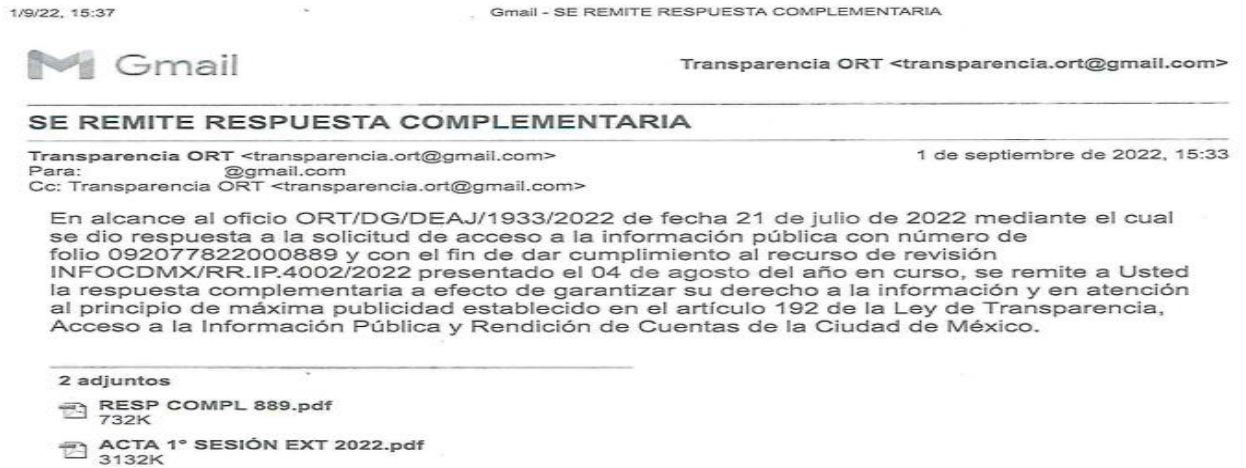 1/9/22, 15:37 Gmail - SE REMITE RESPUESTA COMPLEMENTARIA
Gmail Transparencia ORT <transparencia.ort@gmail.com>
SE REMITE RESPUESTA COMPLEMENTARIA
Transparencia ORT <transparencia.ort@gmail.com> 1 de septiembre de 2022, 15:33
Para: @gmail.com
Cc: Transparencia ORT <transparencia.ort@gmail.com>
En alcance al oficio ORT/DG/DEAJ/1933/2022 de fecha 21 de julio de 2022 mediante el cual
se dio respuesta a la solicitud de acceso a la información pública con número de
folio 092077822000889 y con el fin de dar cumplimiento al recurso de revisión
INFOCDMX/RR.IP.4002/2022 presentado el 04 de agosto del año en curso, se remite a Usted
la respuesta complementaria a efecto de garantizar su derecho a la información y en atención
al principio de máxima publicidad establecido en el artículo 192 de la Ley de Transparencia,
Acceso a la Información Pública y Rendición de Cuentas de la Ciudad de México.
2 adjuntos
RESP COMPL 889.pdf
732K
ACTA 1° SESIÓN EXT 2022.pdf
3132K